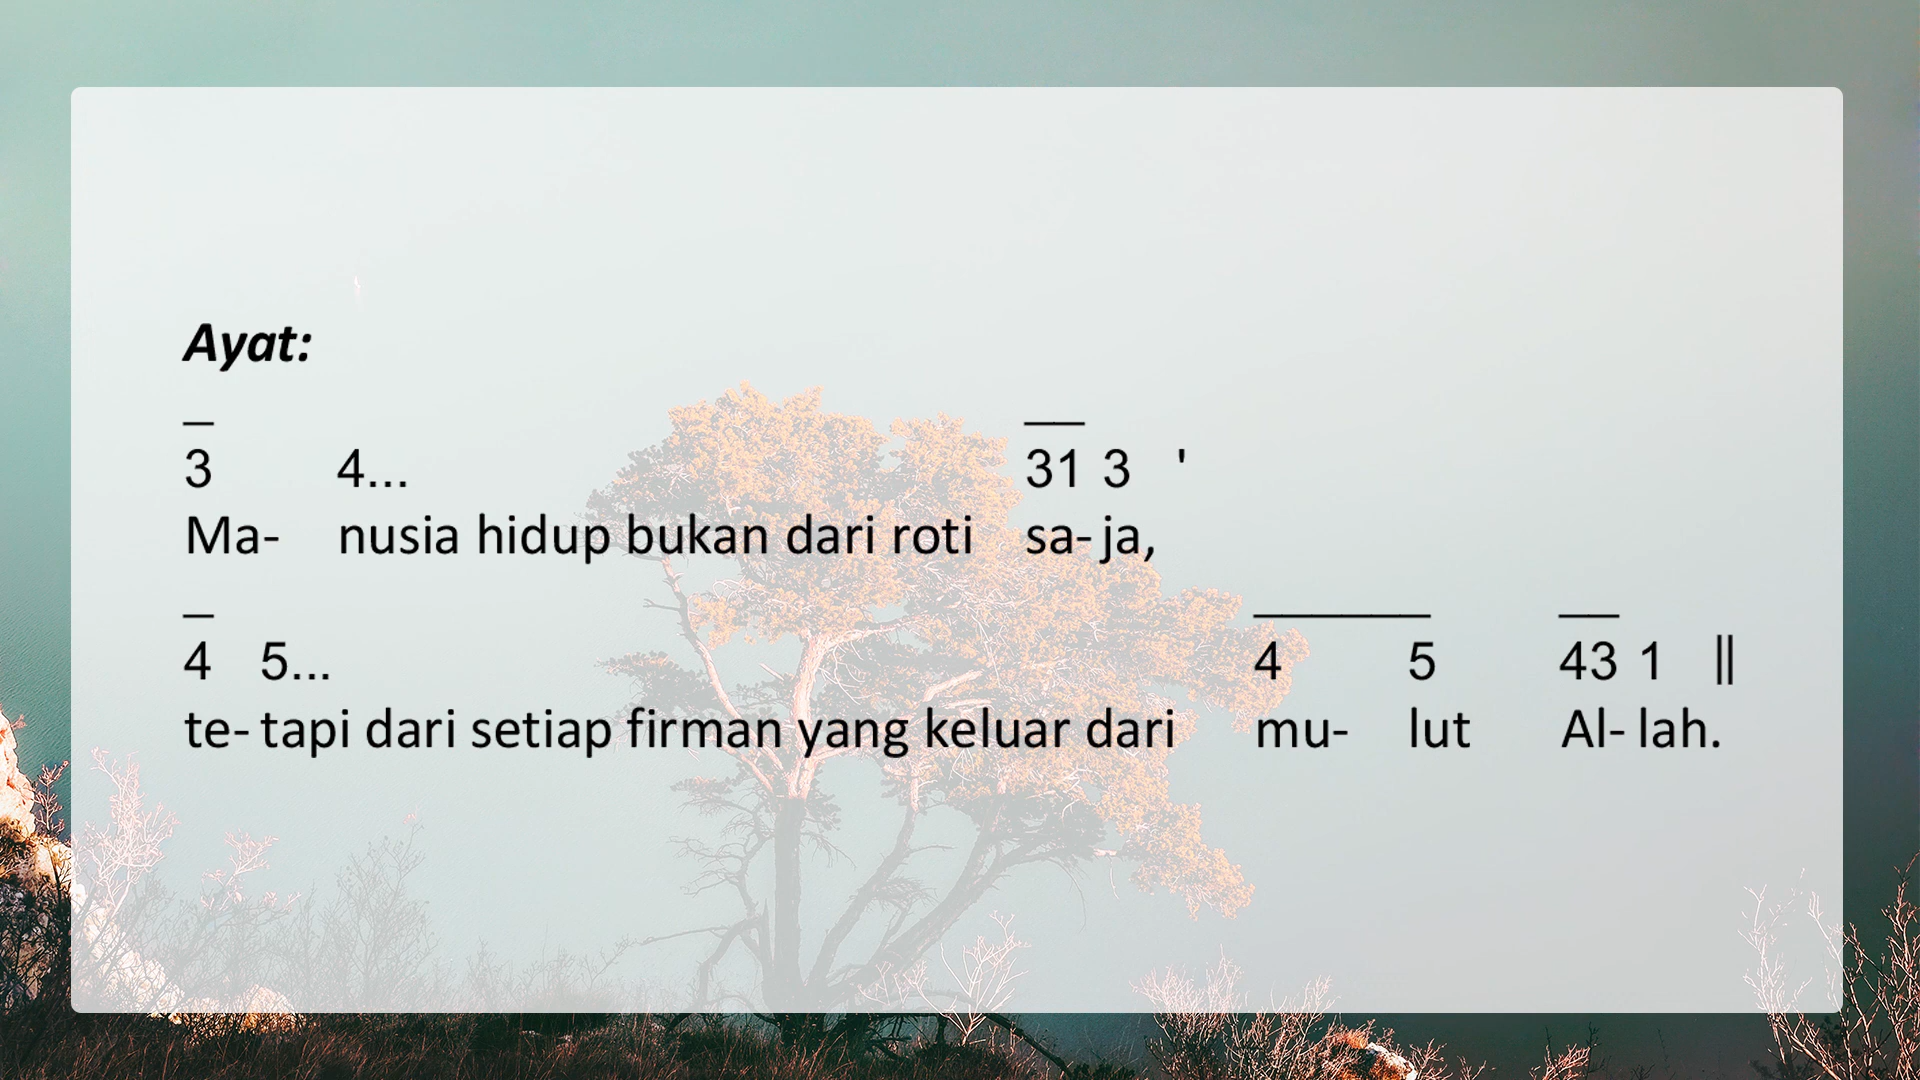 Ayat:
3 4... 31 3 '
Ma- nusia hidup bukan dari roti sa- ja,
4 5... 4 5 43 1 ‖
te- tapi dari setiap firman yang keluar dari mu- lut Al- lah.